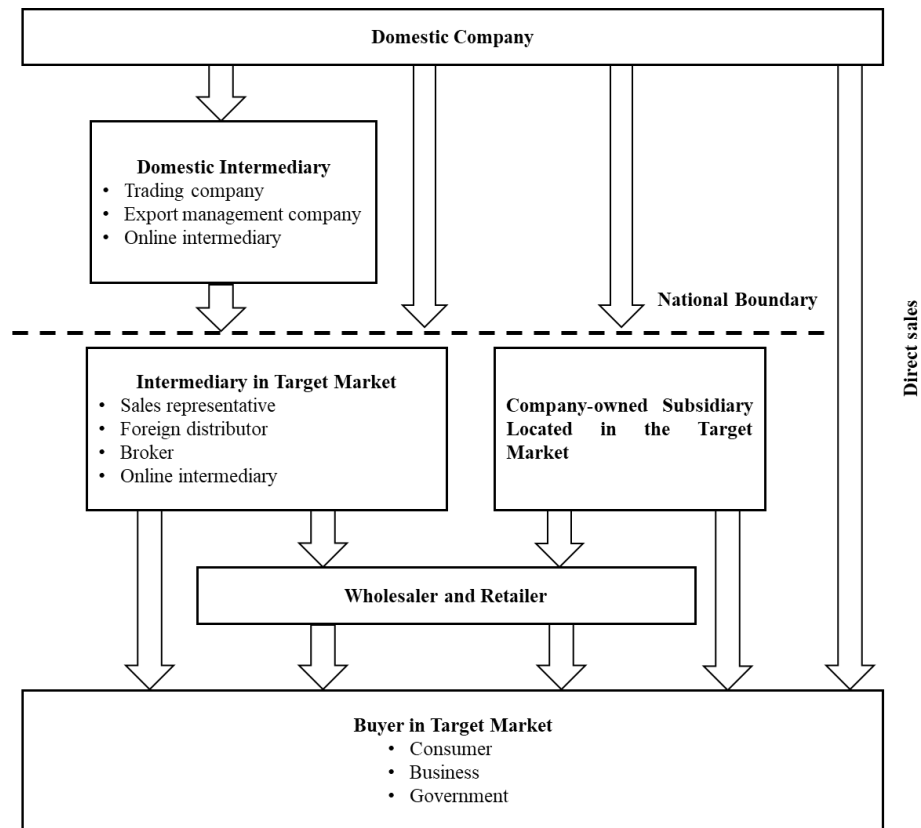 Domestic Company
Domestic Intermediary
• Trading company
• Export management company
• Online intermediary
National Boundary
Direct sales
Intermediary in Target Market
• Sales representative
• Foreign distributor
• Broker
• Online intermediary
Company-owned Subsidiary
Located in the Target
Market
Wholesaler and Retailer
Buyer in Target Market
• Consumer
• Business
• Government